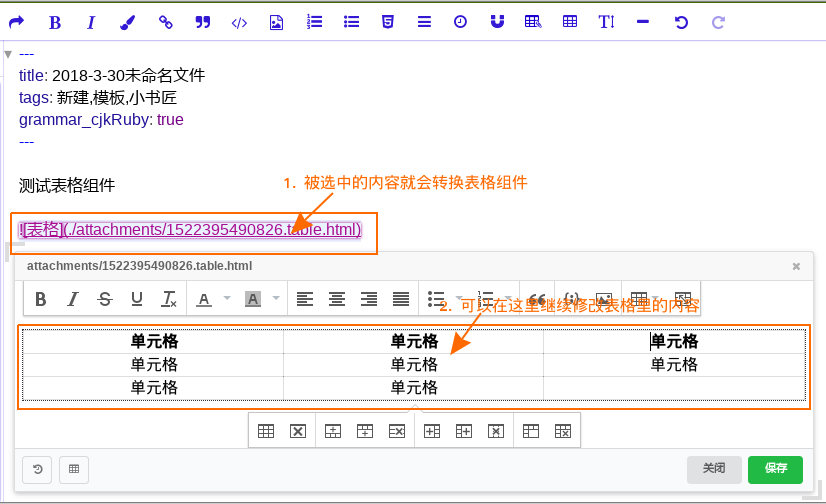 ---
title: 2018-3-30未命名文件
tags: 新建,模板,小书匠
grammar_cjkRuby: true
---
测试表格组件
1. 被选中的内容就会转换表格组件
![表格](./attachments/1522395490826.table.html)
attachments/1522395490826.table.html
2. 可以在这里继续修改表格里的内容
单元格 单元格 单元格
单元格 单元格 单元格
单元格 单元格
关闭 保存